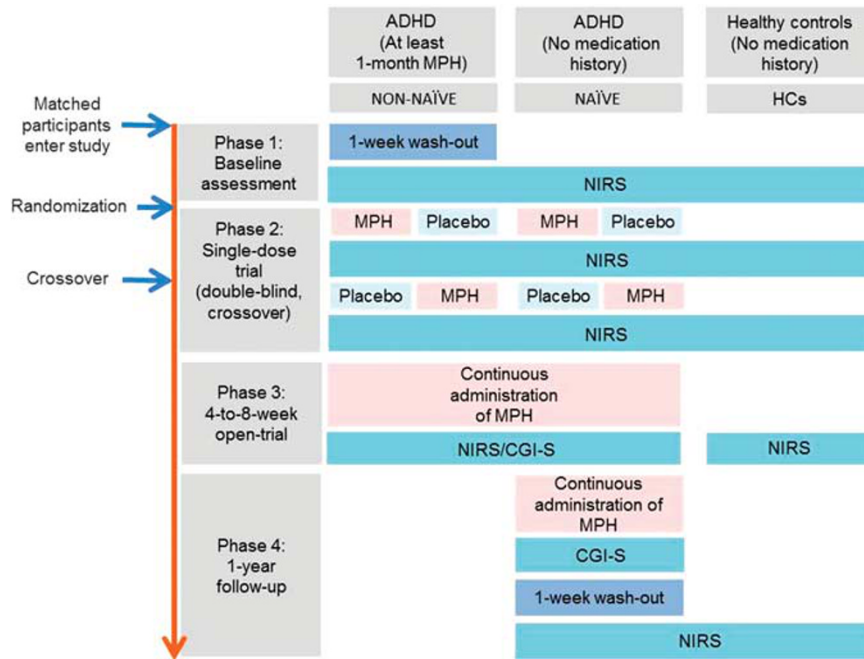 ADHD
(At least
1-month MPH)
ADHD
(No medication
history)
Healthy controls
(No medication
history)
NON-NAÏVE
NAÏVE
HCs
Matched
participants
enter study
Randomization
Crossover
Phase 1:
Baseline
assessment
1-week wash-out
NIRS
Phase 2:
Single-dose
trial
(double-blind,
crossover)
MPH
Placebo
MPH
Placebo
NIRS
Placebo
MPH
Placebo
MPH
NIRS
Phase 3:
4-to-8-week
open-trial
Continuous
administration
of MPH
NIRS/CGI-S
NIRS
Phase 4:
1-year
follow-up
Continuous
administration of
MPH
CGI-S
1-week wash-out
NIRS